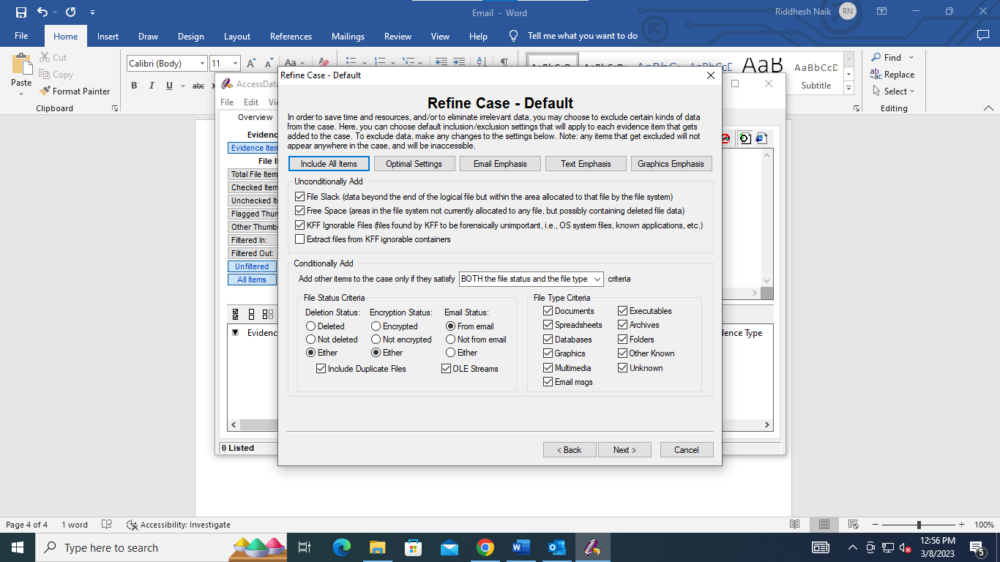 Email - Word
Riddhesh Naik
RN
File Home Insert Draw Design Layout References Mailings Review View Help Tell me what you want to do
Paste
Cut
Copy
Format Painter
Clipboard
Calibri (Body) 11
Aa
B I U abc
AaB
AaBbCcD
Subtitle
Find
Replace
Select
Editing
AccessData
File Edit
Overview
Evidenc
Evidence Item
File It
Total File Item
Checked Item
Unchecked It
Flagged Thum
Other Thumb
Filtered In:
Filtered Out:
Unfiltered
All Items
Evidenc
dence Type
0 Listed
Refine Case - Default
Refine Case - Default
In order to save time and resources, and/or to eliminate irrelevant data, you may choose to exclude certain kinds of data
from the case. Here, you can choose default inclusion/exclusion settings that will apply to each evidence item that gets
added to the case. To exclude data, make any changes to the settings below. Note: any items that get excluded will not
appear anywhere in the case, and will be inaccessible.
Include All Items Optimal Settings Email Emphasis Text Emphasis Graphics Emphasis
Unconditionally Add
File Slack (data beyond the end of the logical file but within the area allocated to that file by the file system)
Free Space (areas in the file system not currently allocated to any file, but possibly containing deleted file data)
KFF Ignorable Files (files found by KFF to be forensically unimportant, i.e., OS system files, known applications, etc.)
Extract files from KFF ignorable containers
Conditionally Add
Add other items to the case only if they satisfy BOTH the file status and the file type criteria
File Status Criteria
Deletion Status: Encryption Status: Email Status:
Deleted Encrypted From email
Not deleted Not encrypted Not from email
Either Either Either
Include Duplicate Files OLE Streams
File Type Criteria
Documents Executables
Spreadsheets Archives
Databases Folders
Graphics Other Known
Multimedia Unknown
Email msgs
< Back Next > Cancel
Page 4 of 4 1 word Accessibility: Investigate 100%
Type here to search
12:56 PM
3/8/2023
5